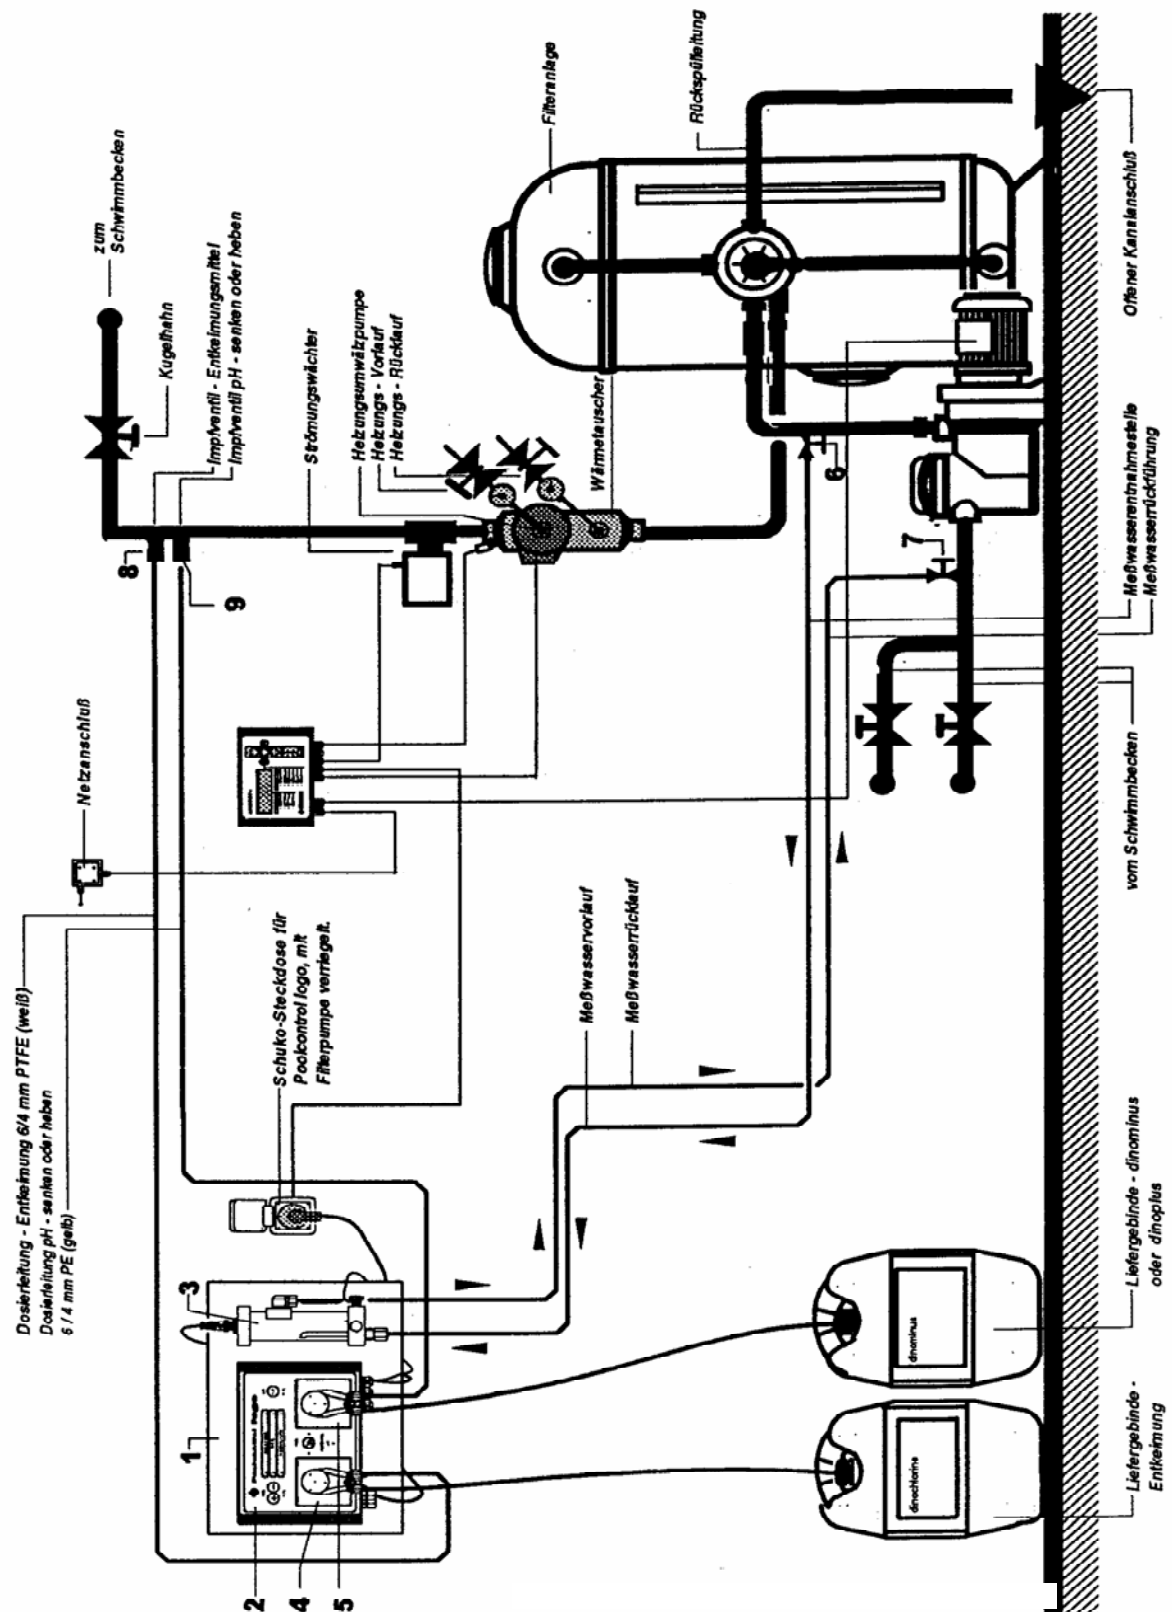 Dosierleitung - Entkeimung 6/4 mm PTFE (weiß)
Dosierleitung pH - senken oder heben
6 / 4 mm PE (gelb)
Netzanschluß
zum
Schwimmbecken
Kugelhahn
Impfventil - Entkeimungsmittel
Impfventil pH - senken oder heben
8
9
Strömungswächter
Heizungsumwälzpumpe
Heizungs - Vorlauf
Heizungs - Rücklauf
Wärmetauscher
Filteranlage
Rückspülleitung
Schuko-Steckdose für
Poolcontrol logo, mit
Filterpumpe verriegelt.
1
2
3
4
5
6
7
Meßwasservorlauf
Meßwasserrücklauf
dinochlorine
dinominus
Liefergebinde -
Entkeimung
Liefergebinde - dinominus
oder dinoplus
vom Schwimmbecken
Meßwasserentnahmestelle
Meßwasserrückführung
Offener Kanalanschluß